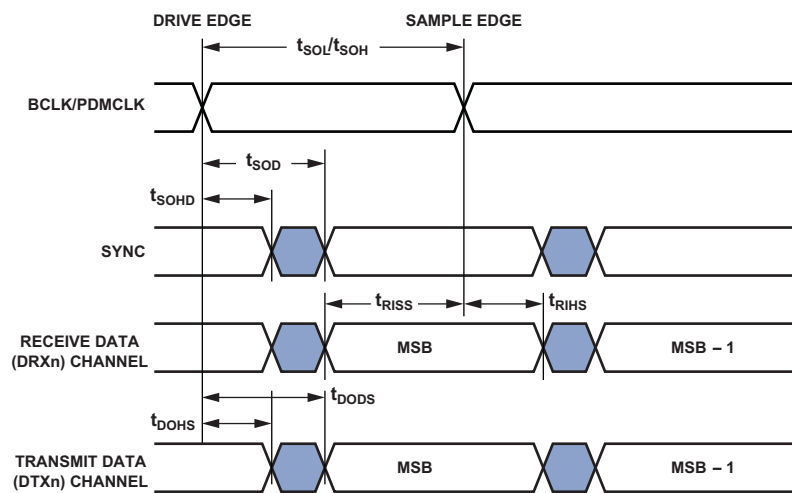 DRIVE EDGE
SAMPLE EDGE
tSOL/tSOH
BCLK/PDMCLK
tSOD
tSOHD
SYNC
tRISS
tRIHS
RECEIVE DATA
(DRXn) CHANNEL
MSB
MSB – 1
tDODS
tDOHS
TRANSMIT DATA
(DTXn) CHANNEL
MSB
MSB – 1